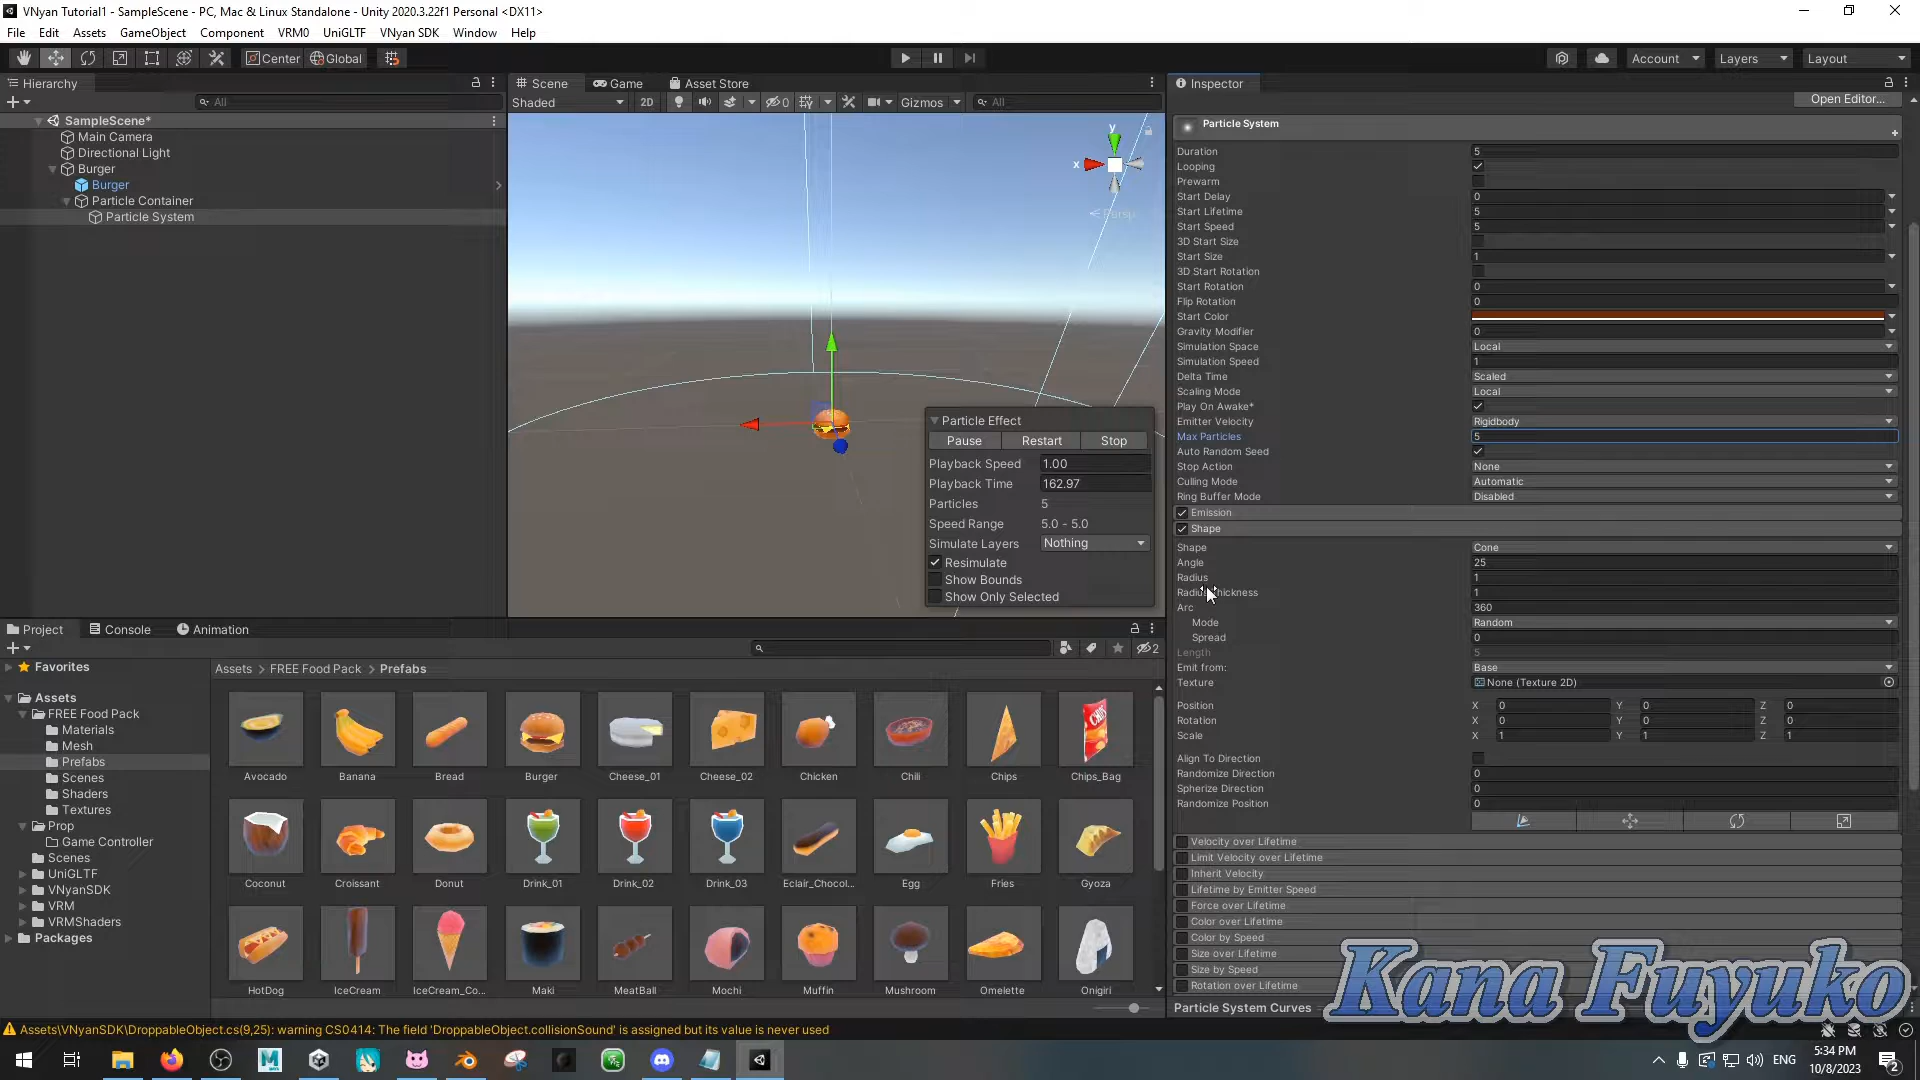 VNyan Tutorial1 - SampleScene - PC, Mac & Linux Standalone - Unity 2020.3.22f1 Personal <DX11>
File Edit Assets GameObject Component VRM0 UniGLTF VNyan SDK Window Help
Center Global Account Layers Layout
Hierarchy
All
SampleScene*
Main Camera
Directional Light
Burger
Burger
Particle Container
Particle System
Scene Game Asset Store
Shaded 2D 0 Gizmos All
y
x
Persp
Particle Effect
Pause Restart Stop
Playback Speed 1.00
Playback Time 162.97
Particles 5
Speed Range 5.0 - 5.0
Simulate Layers Nothing
Resimulate
Show Bounds
Show Only Selected
Inspector
Open Editor...
Particle System
Duration 5
Looping
Prewarm
Start Delay 0
Start Lifetime 5
Start Speed 5
3D Start Size
Start Size 1
3D Start Rotation
Start Rotation 0
Flip Rotation 0
Start Color
Gravity Modifier 0
Simulation Space Local
Simulation Speed 1
Delta Time Scaled
Scaling Mode Local
Play On Awake*
Emitter Velocity Rigidbody
Max Particles 5
Auto Random Seed
Stop Action None
Culling Mode Automatic
Ring Buffer Mode Disabled
Emission
Shape
Shape Cone
Angle 25
Radius 1
Radius Thickness 1
Arc 360
Mode Random
Spread 0
Length 5
Emit from: Base
Texture None (Texture 2D)
Position X 0 Y 0 Z 0
Rotation X 0 Y 0 Z 0
Scale X 1 Y 1 Z 1
Align To Direction
Randomize Direction 0
Spherize Direction 0
Randomize Position 0
Velocity over Lifetime
Limit Velocity over Lifetime
Inherit Velocity
Lifetime by Emitter Speed
Force over Lifetime
Color over Lifetime
Color by Speed
Size over Lifetime
Size by Speed
Rotation over Lifetime
Particle System Curves
Kana Fuyuko
Project Console Animation
2
Favorites
Assets
FREE Food Pack
Materials
Mesh
Prefabs
Scenes
Shaders
Textures
Prop
Game Controller
Scenes
UniGLTF
VNyanSDK
VRM
VRMShaders
Packages
Assets > FREE Food Pack > Prefabs
Avocado Banana Bread Burger Cheese_01 Cheese_02 Chicken Chili Chips Chips_Bag
Coconut Croissant Donut Drink_01 Drink_02 Drink_03 Eclair_Chocol... Egg Fries Gyoza
HotDog IceCream IceCream_Co... Maki MeatBall Mochi Muffin Mushroom Omelette Onigiri
Assets\VNyanSDK\DroppableObject.cs(9,25): warning CS0414: The field 'DroppableObject.collisionSound' is assigned but its value is never used
ENG
5:34 PM
10/8/2023
2